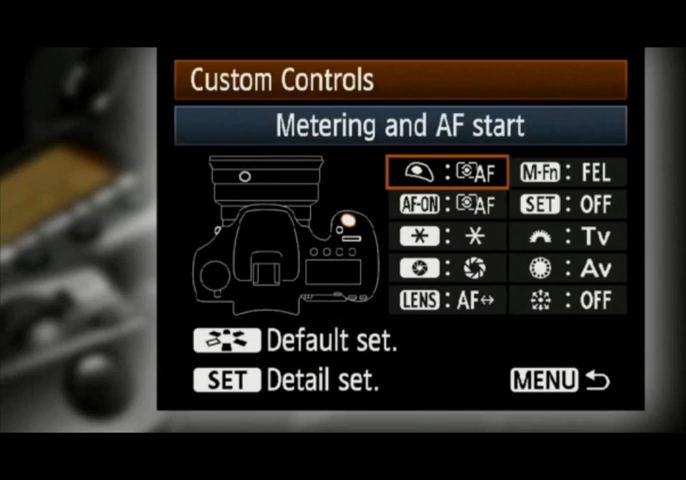 Custom Controls
Metering and AF start
: AF M-Fn : FEL
AF-ON : AF SET : OFF
* : * : Tv
: : Av
LENS : AF↔ : OFF
Default set.
SET Detail set. MENU